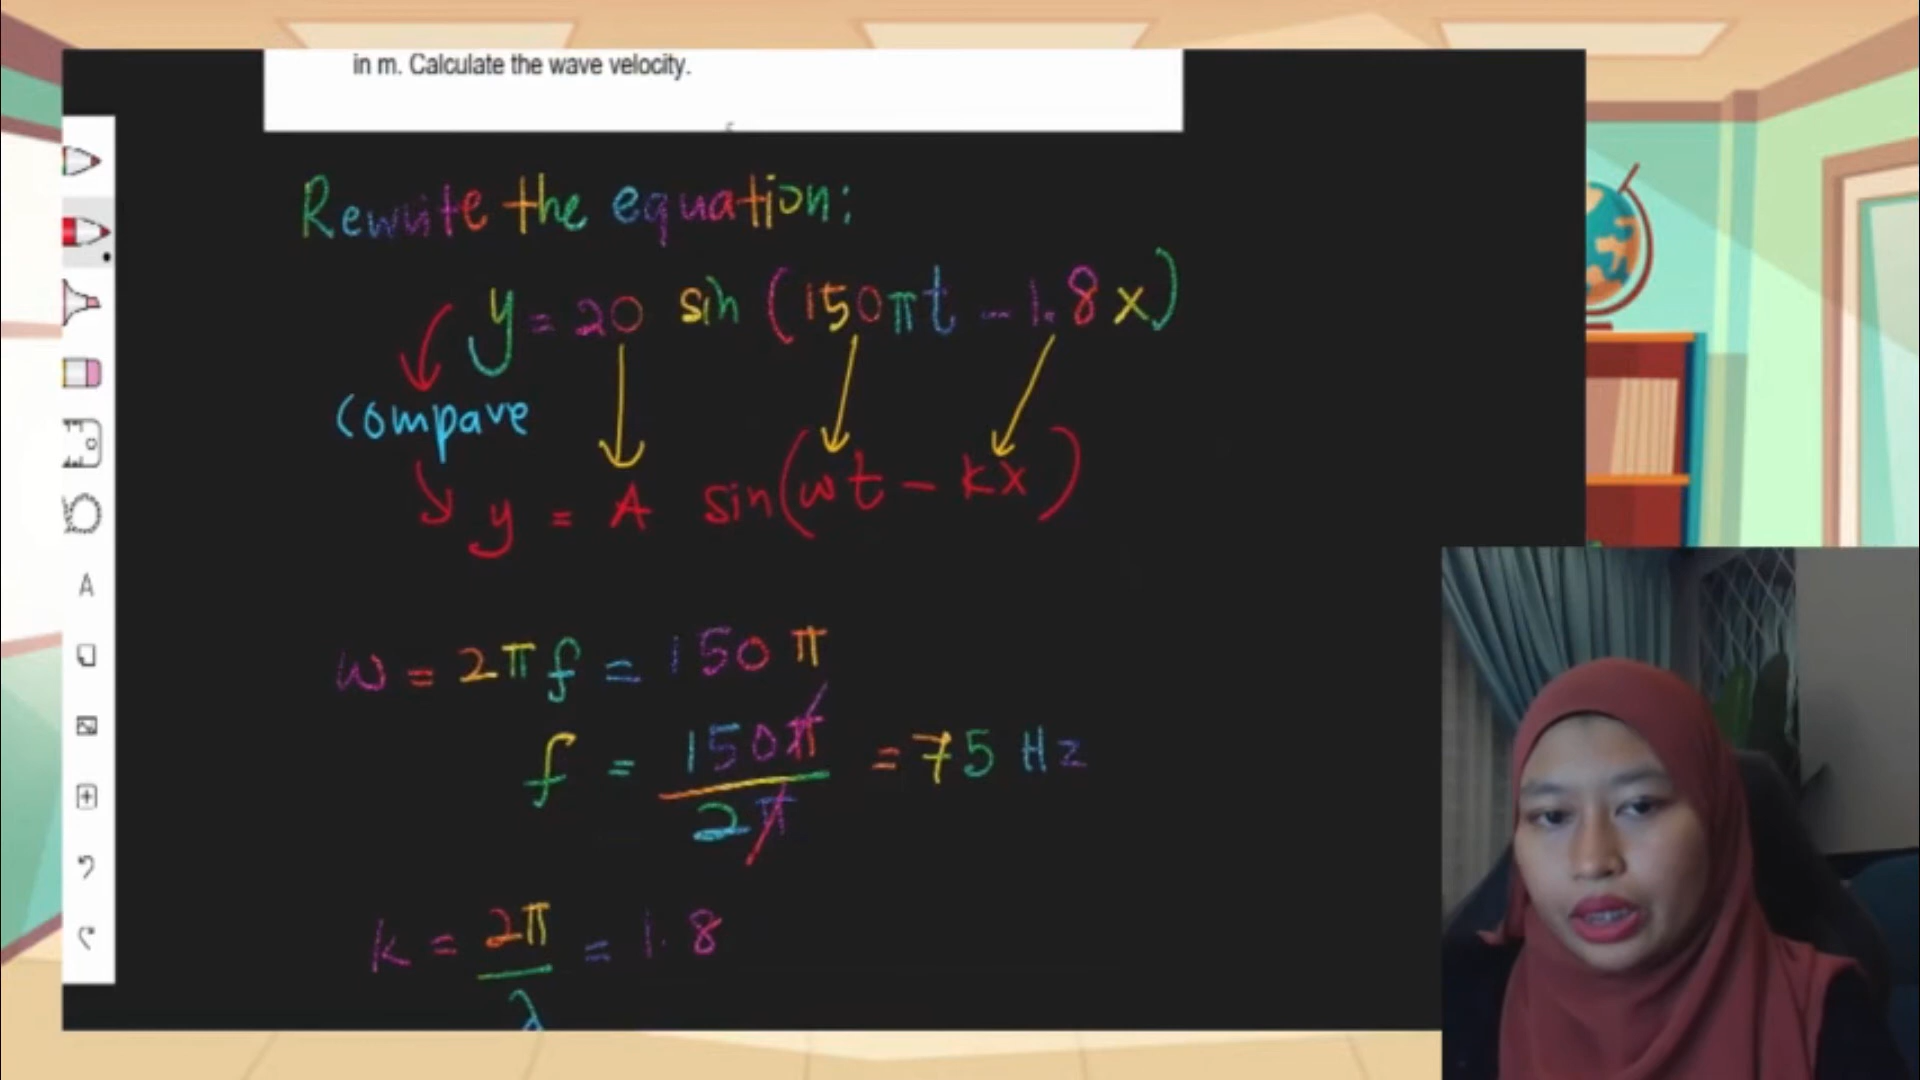 in m. Calculate the wave velocity.
Rewrite the equation:
y = 20 sin (150πt - 1.8x)
Compare
y = A sin(ωt - kx)
ω = 2πf = 150π
f = 150π / 2π = 75 Hz
k = 2π / λ = 1.8
A